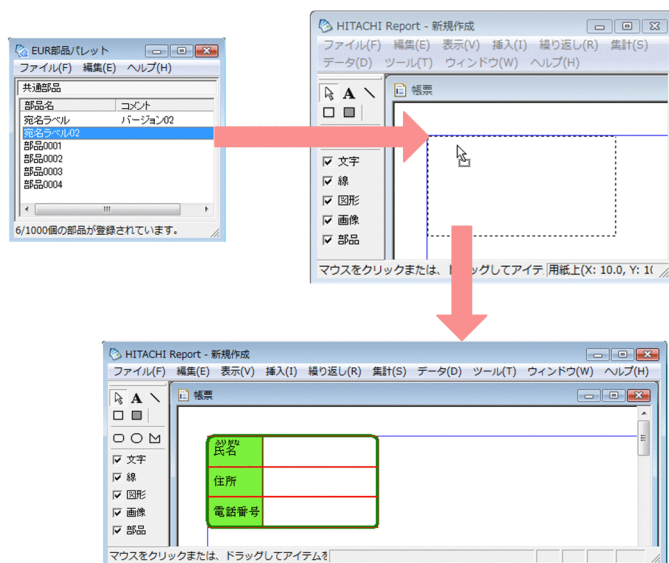 EUR部品パレット
ファイル(F) 編集(E) ヘルプ(H)
共通部品
部品名 コメント
宛名ラベル バージョン02
宛名ラベル02
部品0001
部品0002
部品0003
部品0004
6/1000個の部品が登録されています。
HITACHI Report - 新規作成
ファイル(F) 編集(E) 表示(V) 挿入(I) 繰り返し(R) 集計(S)
データ(D) ツール(T) ウィンドウ(W) ヘルプ(H)
A
帳票
文字
線
図形
画像
部品
マウスをクリックまたは、ドラッグしてアイテ 用紙上(X: 10.0, Y: 1(
HITACHI Report - 新規作成
ファイル(F) 編集(E) 表示(V) 挿入(I) 繰り返し(R) 集計(S) データ(D) ツール(T) ウィンドウ(W) ヘルプ(H)
A
帳票
文字
線
図形
画像
部品
氏名
住所
電話番号
マウスをクリックまたは、ドラッグしてアイテムを